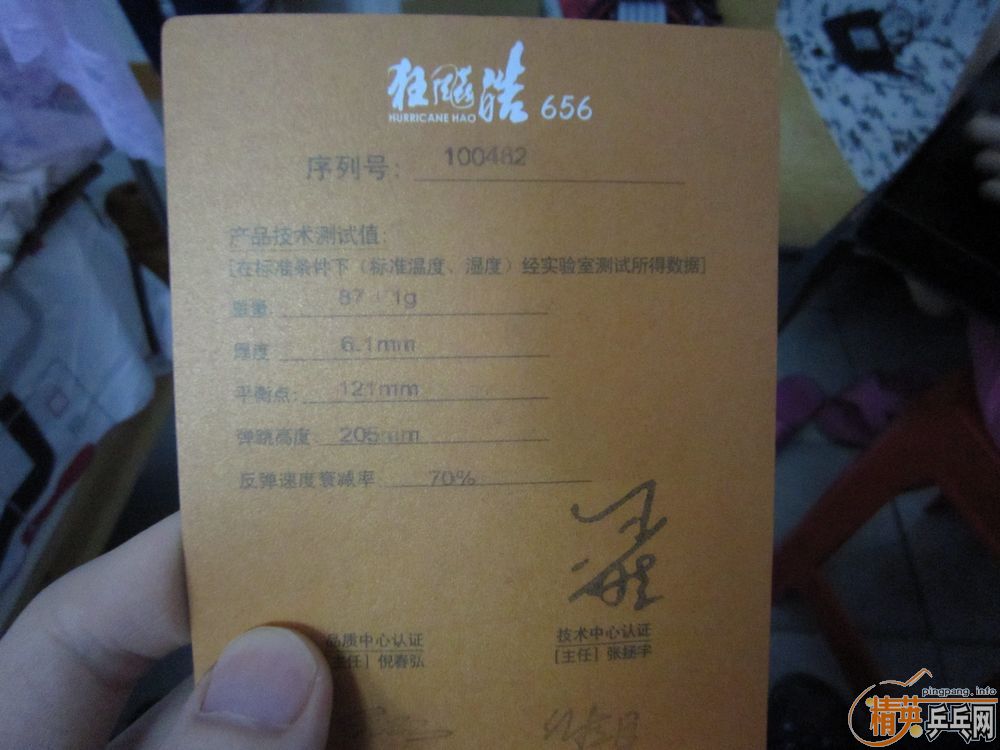 狂飚皓 656
HURRICANE HAO
序列号: 100482
产品技术测试值:
[在标准条件下（标准温度、湿度）经实验室测试所得数据]
重量: 87 1g
厚度 6.1mm
平衡点: 121mm
弹跳高度: 205mm
反弹速度衰减率 70%
品质中心认证 技术中心认证
主任] 倪春弘 [主任] 张拯宇
pingpang.info
精英乒乓网